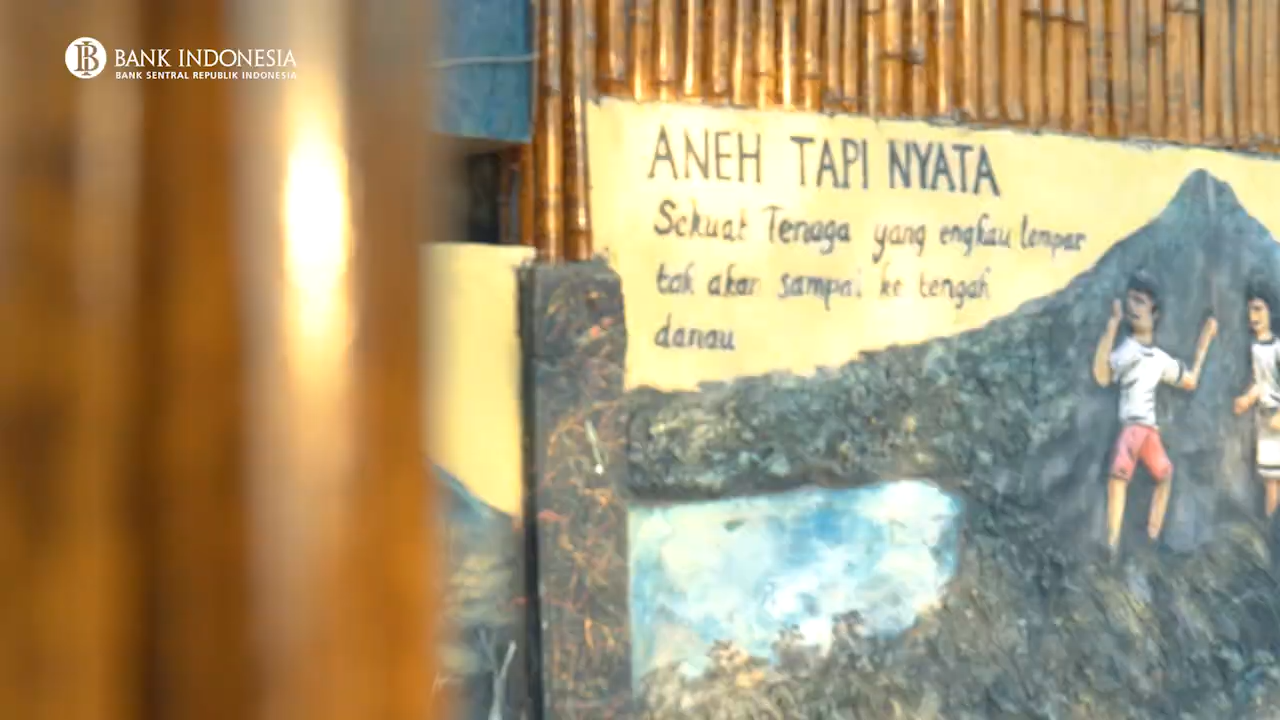 BANK INDONESIA
BANK SENTRAL REPUBLIK INDONESIA
ANEH TAPI NYATA
Sekuat Tenaga yang engkau lempar
tak akan sampai ke tengah
danau